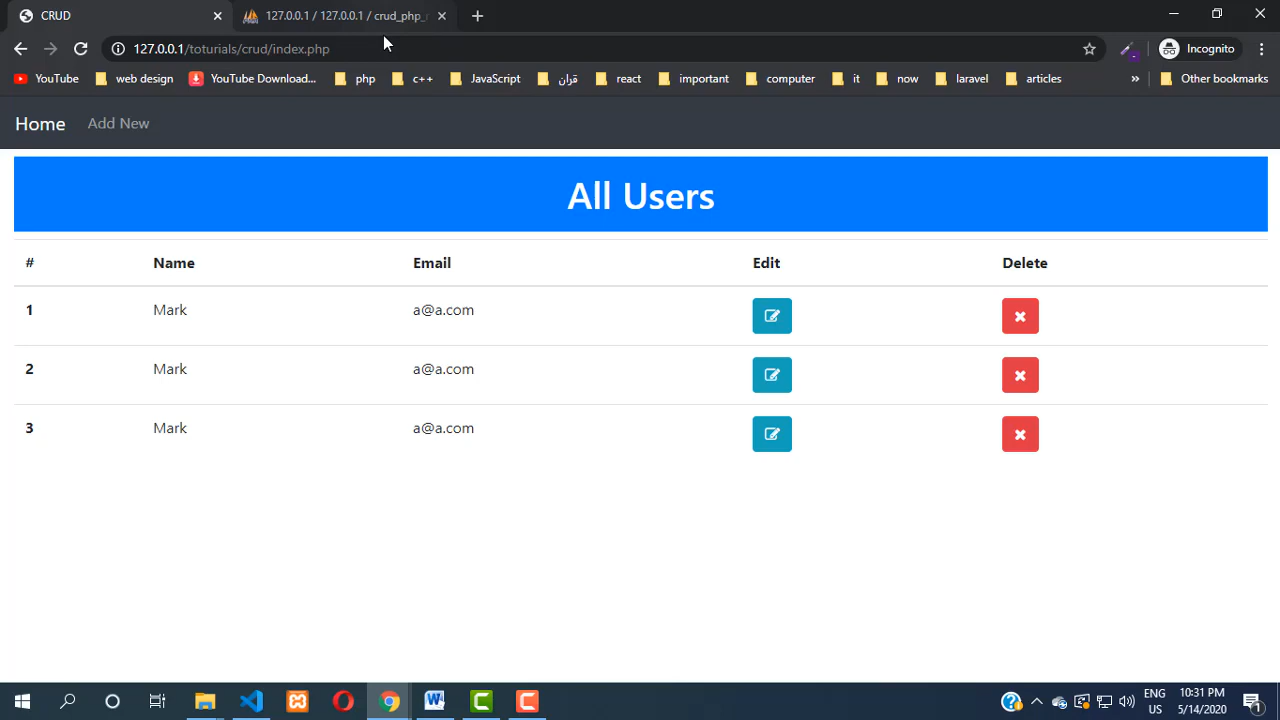 CRUD
127.0.0.1 / 127.0.0.1 / crud_php_
127.0.0.1/toturials/crud/index.php
Incognito
YouTube
web design
YouTube Download...
php
c++
JavaScript
قرآن
react
important
computer
it
now
laravel
articles
»
Other bookmarks
Home
Add New
All Users
# Name Email Edit Delete
1 Mark a@a.com
2 Mark a@a.com
3 Mark a@a.com
ENG
US
10:31 PM
5/14/2020
1